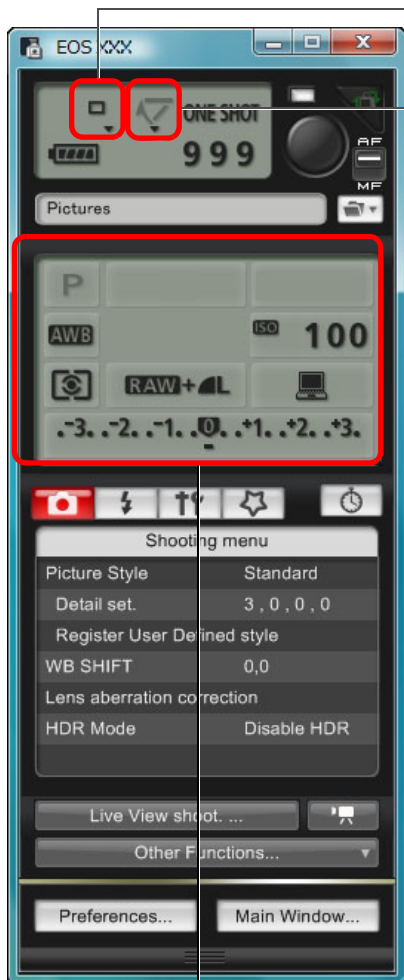 EOS XXX
ONE SHOT
999
AF
MF
Pictures
P
AWB
ISO 100
RAW+L
-3..-2..-1..0..+1..+2..+3.
Shooting menu
Picture Style Standard
Detail set. 3,0,0,0
Register User Defined style
WB SHIFT 0,0
Lens aberration correction
HDR Mode Disable HDR
Live View shoot. ...
Other Functions...
Preferences... Main Window...